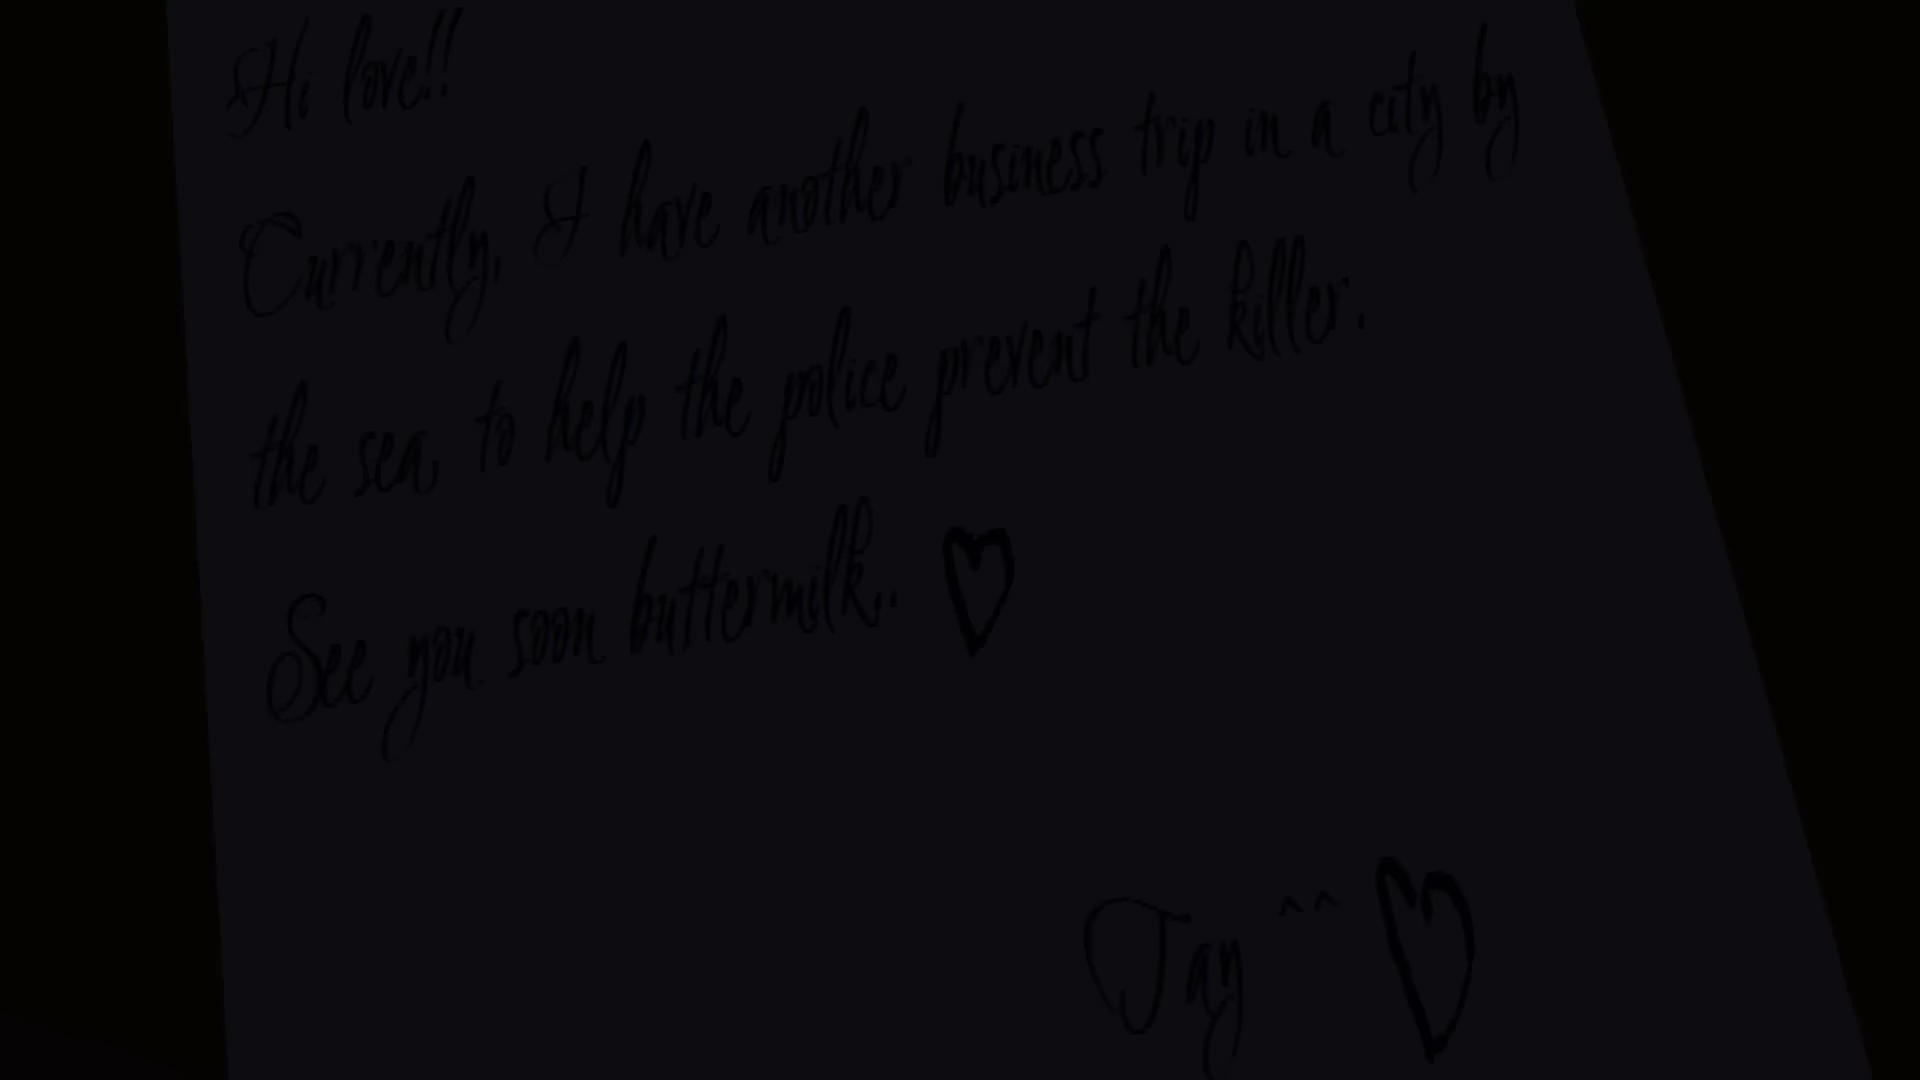 Hi love!!
Currently, I have another business trip in a city by
the sea, to help the police prevent the killer.
See you soon buttermilk.. ♡
Jay ^^ ♡